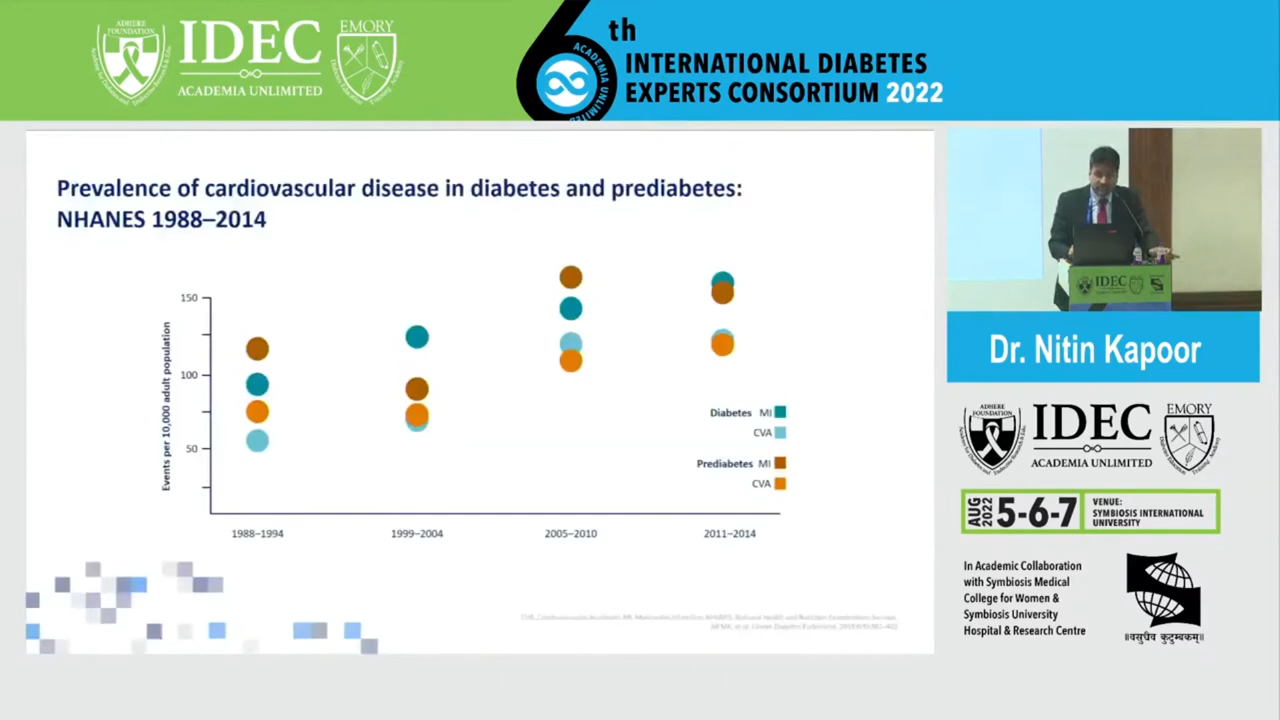 ADHERE
FOUNDATION
IDEC
ACADEMIA UNLIMITED
EMORY
6th
ACADEMIA UNLIMITED
INTERNATIONAL DIABETES
EXPERTS CONSORTIUM 2022
Prevalence of cardiovascular disease in diabetes and prediabetes:
NHANES 1988–2014
Events per 10,000 adult population
150
100
50
1988–1994
1999–2004
2005–2010
2011–2014
Diabetes MI
CVA
Prediabetes MI
CVA
IDEC
Dr. Nitin Kapoor
ADHERE
FOUNDATION
IDEC
ACADEMIA UNLIMITED
EMORY
AUG 2022
5-6-7
VENUE:
SYMBIOSIS INTERNATIONAL
UNIVERSITY
In Academic Collaboration
with Symbiosis Medical
College for Women &
Symbiosis University
Hospital & Research Centre
॥वसुधैव कुटुम्बकम्॥